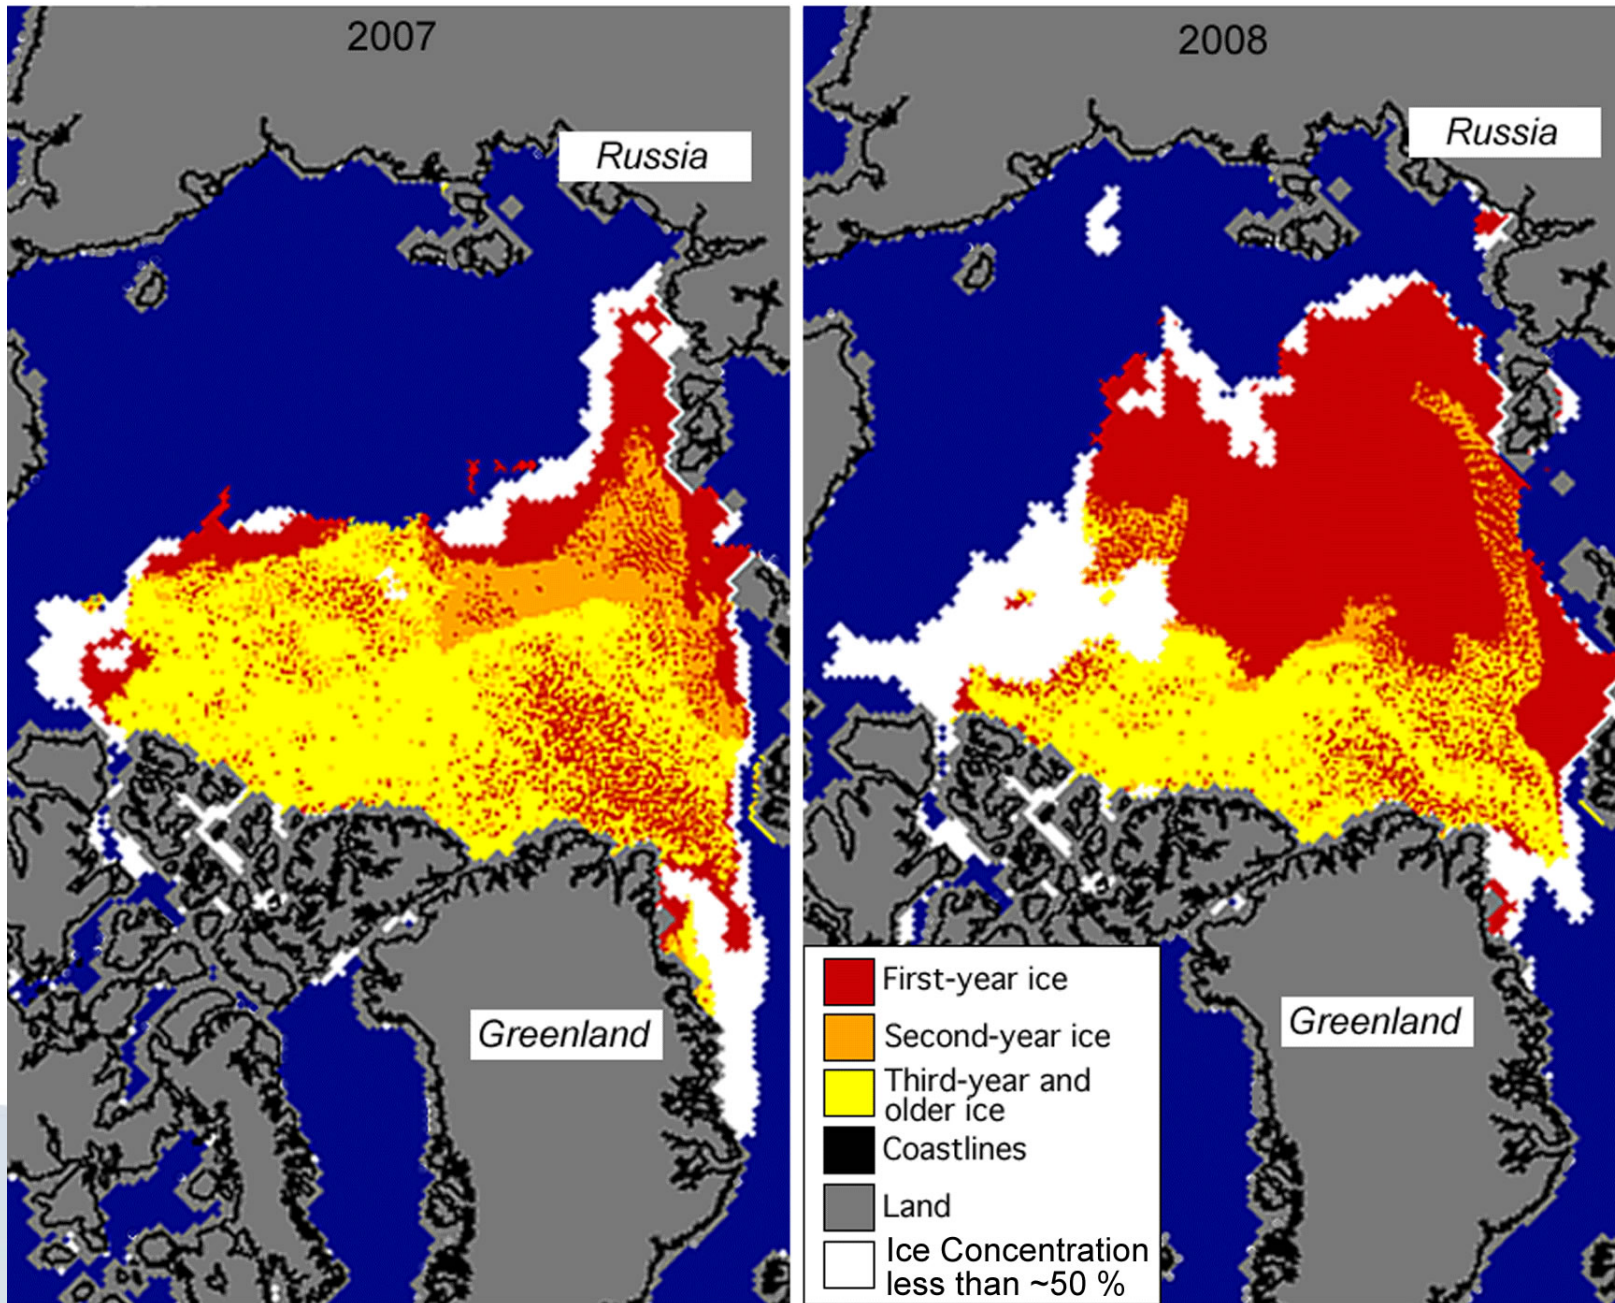 2007
2008
Russia
Russia
Greenland
Greenland
First-year ice
Second-year ice
Third-year and
older ice
Coastlines
Land
Ice Concentration
less than ~50 %